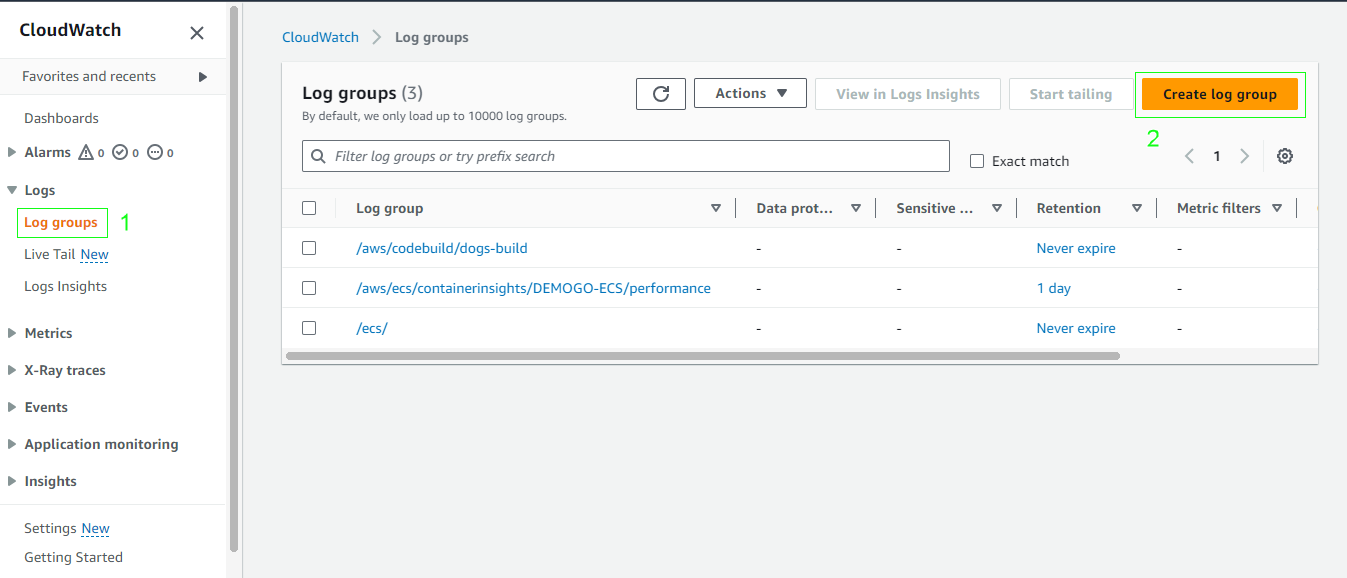 CloudWatch
Favorites and recents
Dashboards
Alarms 0 0 0
Logs
Log groups 1
Live Tail New
Logs Insights
Metrics
X-Ray traces
Events
Application monitoring
Insights
Settings New
Getting Started
CloudWatch Log groups
Log groups (3)
By default, we only load up to 10000 log groups.
Actions View in Logs Insights Start tailing Create log group
2
Filter log groups or try prefix search Exact match 1
Log group Data prot... Sensitive ... Retention Metric filters
/aws/codebuild/dogs-build - - Never expire -
/aws/ecs/containerinsights/DEMOGO-ECS/performance - - 1 day -
/ecs/ - - Never expire -